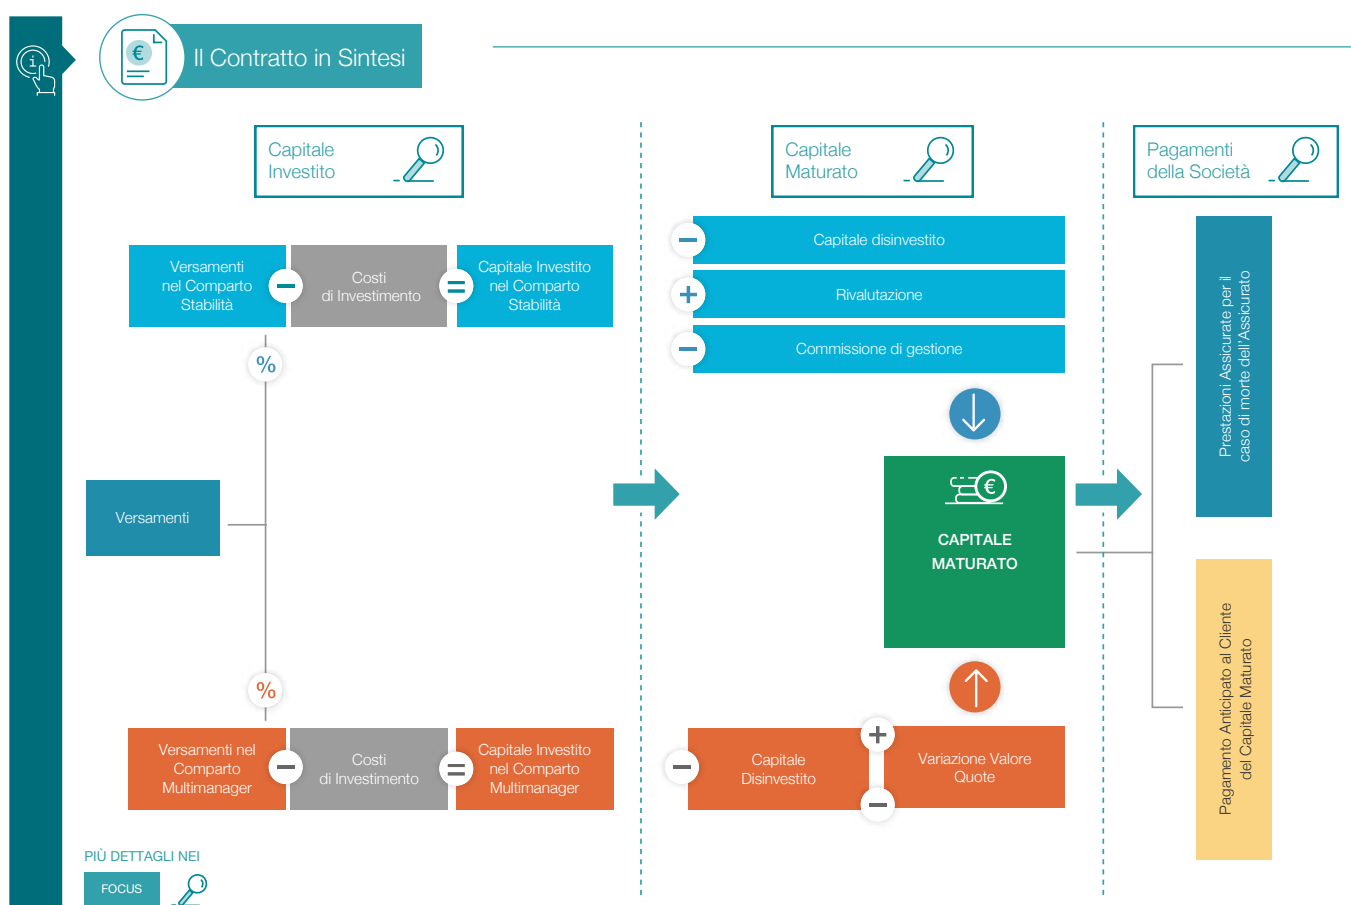 Il Contratto in Sintesi
Capitale
Investito
Versamenti
nel Comparto
Stabilità
−
Costi
di Investimento
=
Capitale Investito
nel Comparto
Stabilità
%
Versamenti
%
Versamenti nel
Comparto
Multimanager
−
Costi
di Investimento
=
Capitale Investito
nel Comparto
Multimanager
Capitale
Maturato
− Capitale disinvestito
+ Rivalutazione
− Commissione di gestione
€
CAPITALE
MATURATO
−
Capitale
Disinvestito
+
−
Variazione Valore
Quote
Pagamenti
della Società
Prestazioni Assicurate per il
caso di morte dell'Assicurato
Pagamento Anticipato al Cliente
del Capitale Maturato
PIÙ DETTAGLI NEI
FOCUS